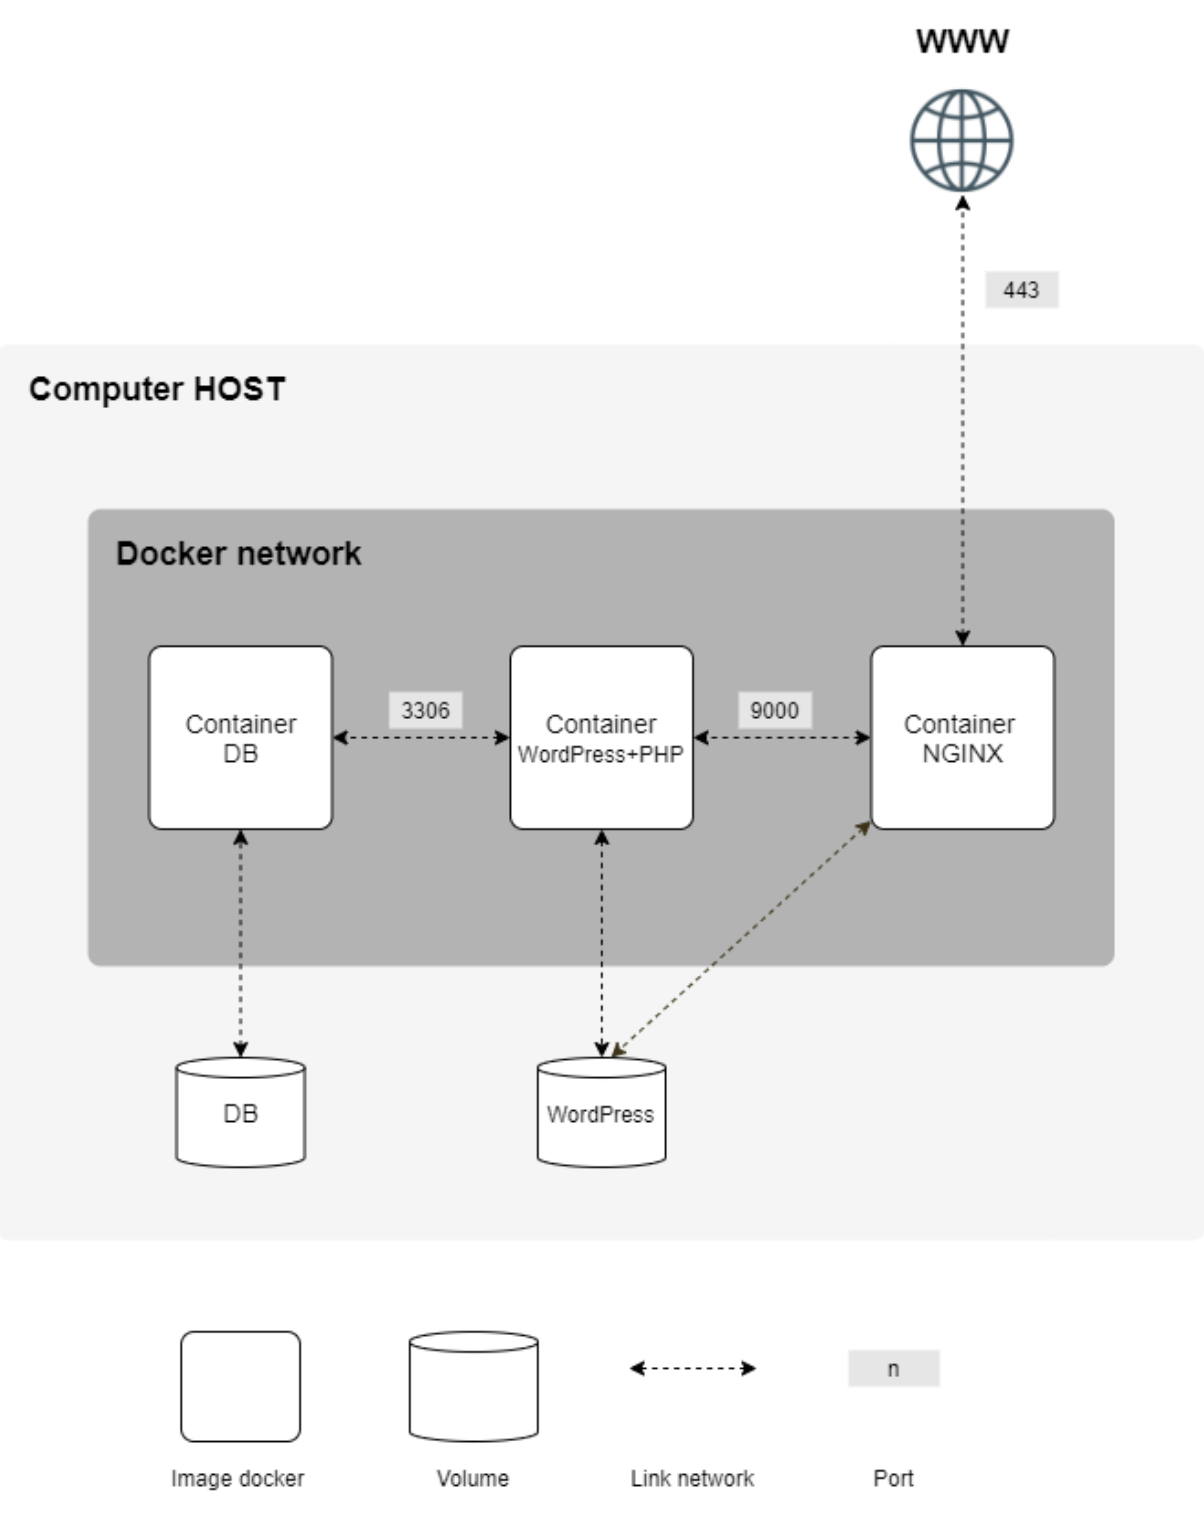 WWW
443
Computer HOST
Docker network
Container
DB
3306
Container
WordPress+PHP
9000
Container
NGINX
DB
WordPress
n
Image docker
Volume
Link network
Port